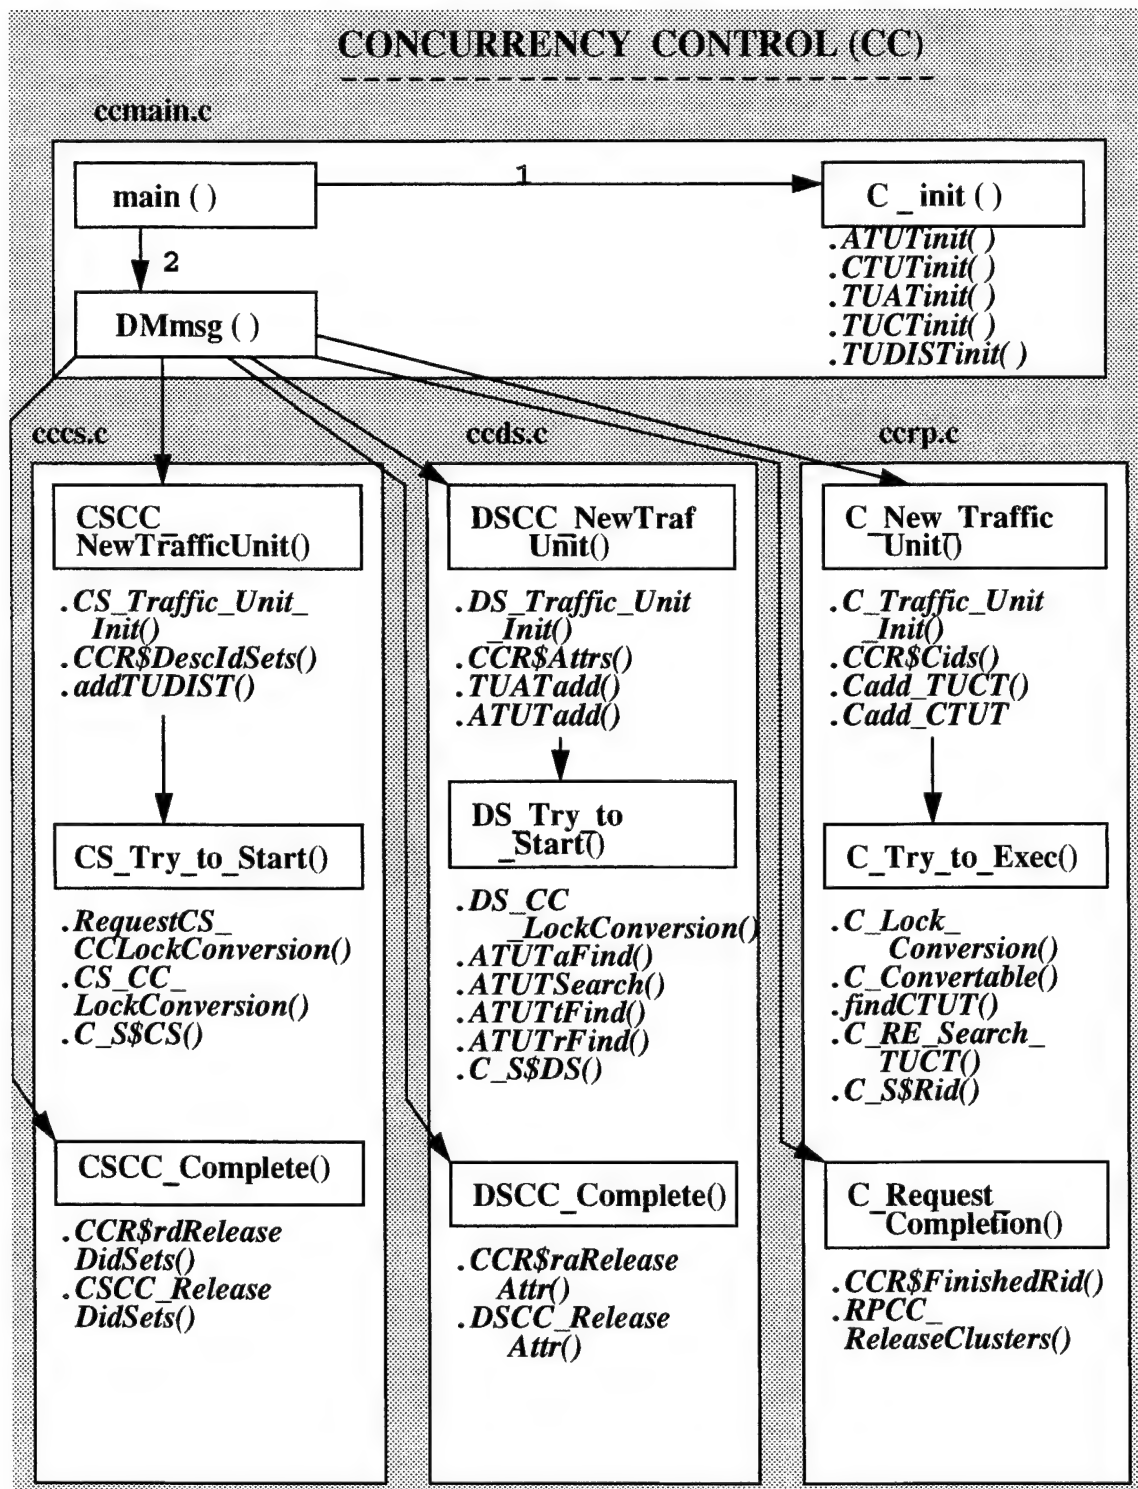 CONCURRENCY CONTROL (CC)
ccmain.c
main ( )
1
C _ init ( )
.ATUTinit( )
.CTUTinit( )
.TUATinit( )
.TUCTinit( )
.TUDISTinit( )
2
DMmsg ( )
cccs.c
CSCC_
NewTrafficUnit()
.CS_Traffic_Unit_
Init()
.CCR$DescIdSets()
.addTUDIST()
CS_Try_to_Start()
.RequestCS_
CCLockConversion()
.CS_CC_
LockConversion()
.C_S$CS()
CSCC_Complete()
.CCR$rdRelease
DidSets()
.CSCC_Release
DidSets()
ccds.c
DSCC_NewTraf
Unit()
.DS_Traffic_Unit
_Init()
.CCR$Attrs()
.TUATadd()
.ATUTadd()
DS_Try_to
_Start()
.DS_CC
_LockConversion()
.ATUTaFind()
.ATUTSearch()
.ATUTtFind()
.ATUTrFind()
.C_S$DS()
DSCC_Complete()
.CCR$raRelease
Attr()
.DSCC_Release
Attr()
ccrp.c
C_New_Traffic
_Unit()
.C_Traffic_Unit
_Init()
.CCR$Cids()
.Cadd_TUCT()
.Cadd_CTUT
C_Try_to_Exec()
.C_Lock_
Conversion()
.C_Convertable()
.findCTUT()
.C_RE_Search_
TUCT()
.C_S$Rid()
C_Request_
Completion()
.CCR$FinishedRid()
.RPCC_
ReleaseClusters()